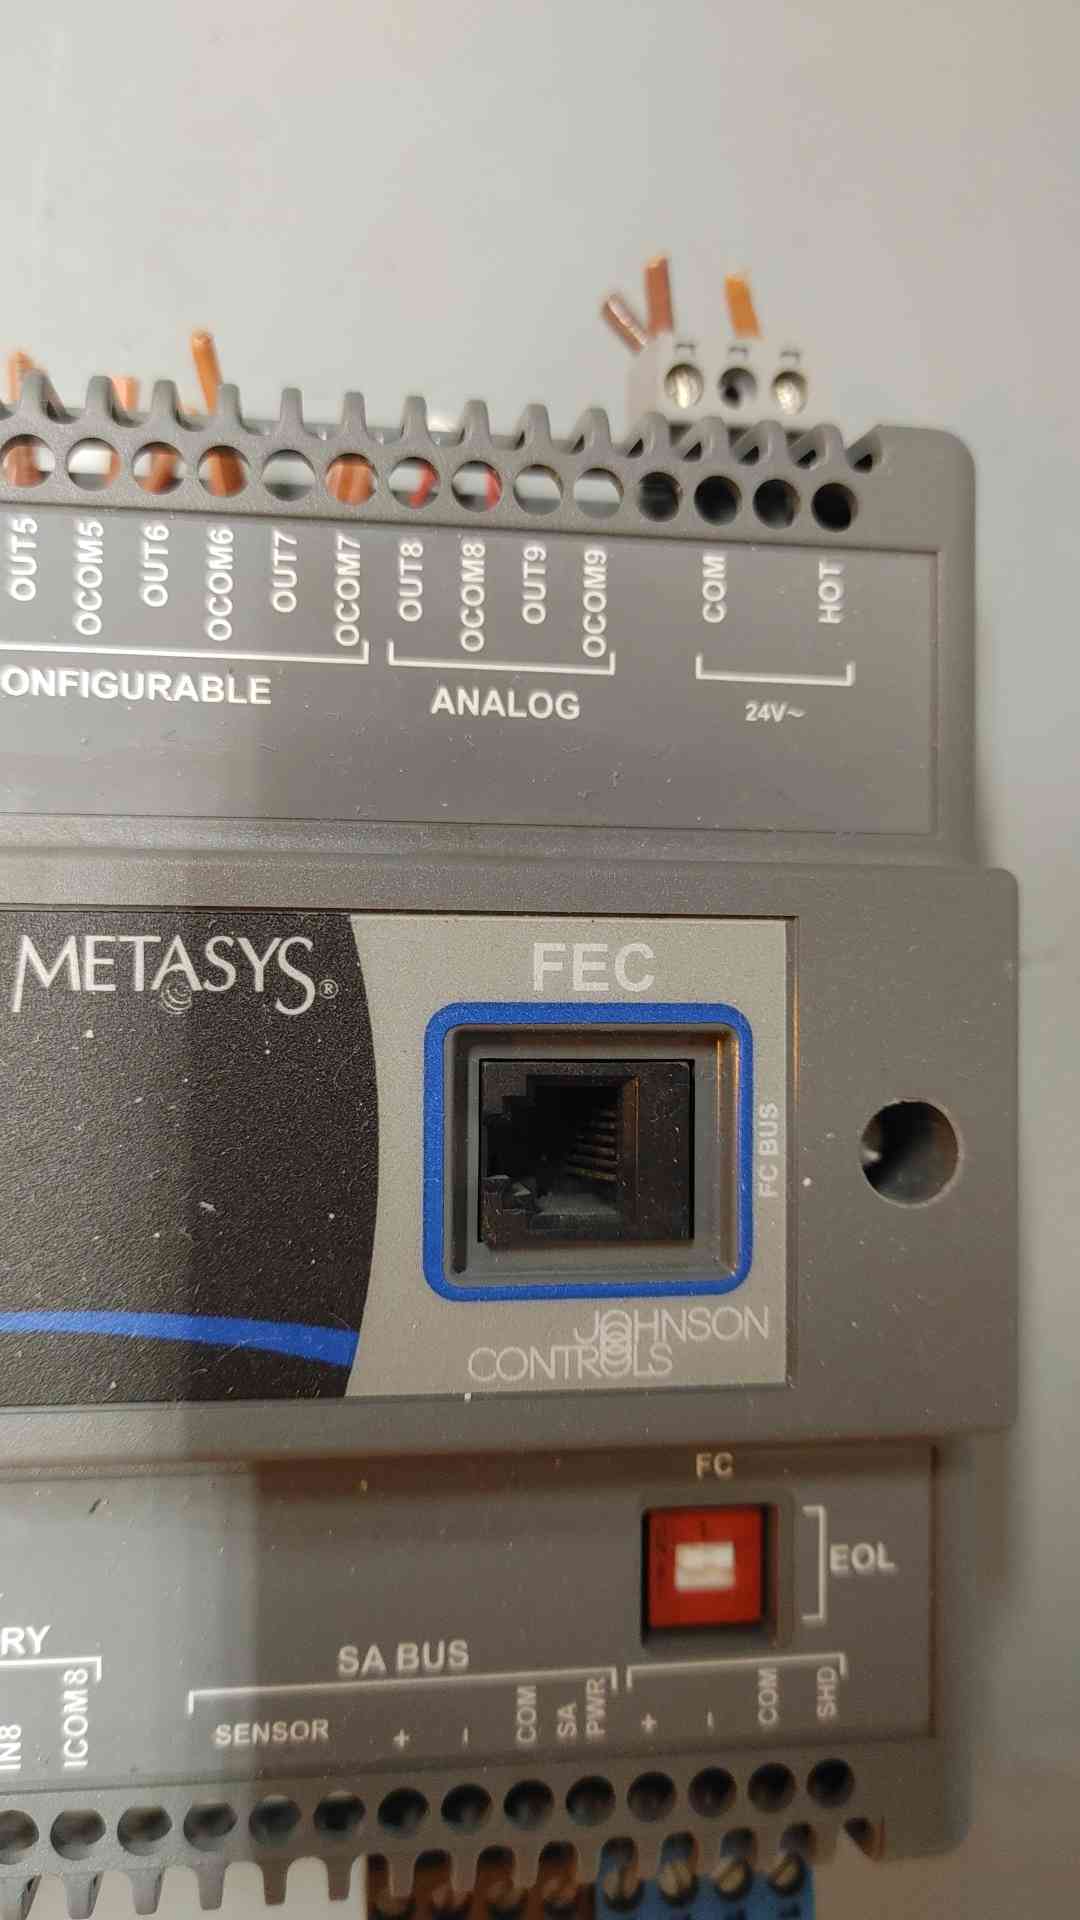 OUT5 OCOM5 OUT6 OCOM6 OUT7 OCOM7 OUT8 OCOM8 OUT9 OCOM9 COM HOT
ONFIGURABLE ANALOG 24V~
METASYS® FEC
FC BUS
JOHNSON
CONTROLS
FC
EOL
RY SA BUS
IN8 ICOM8 SENSOR + - COM SA PWR + - COM SHD